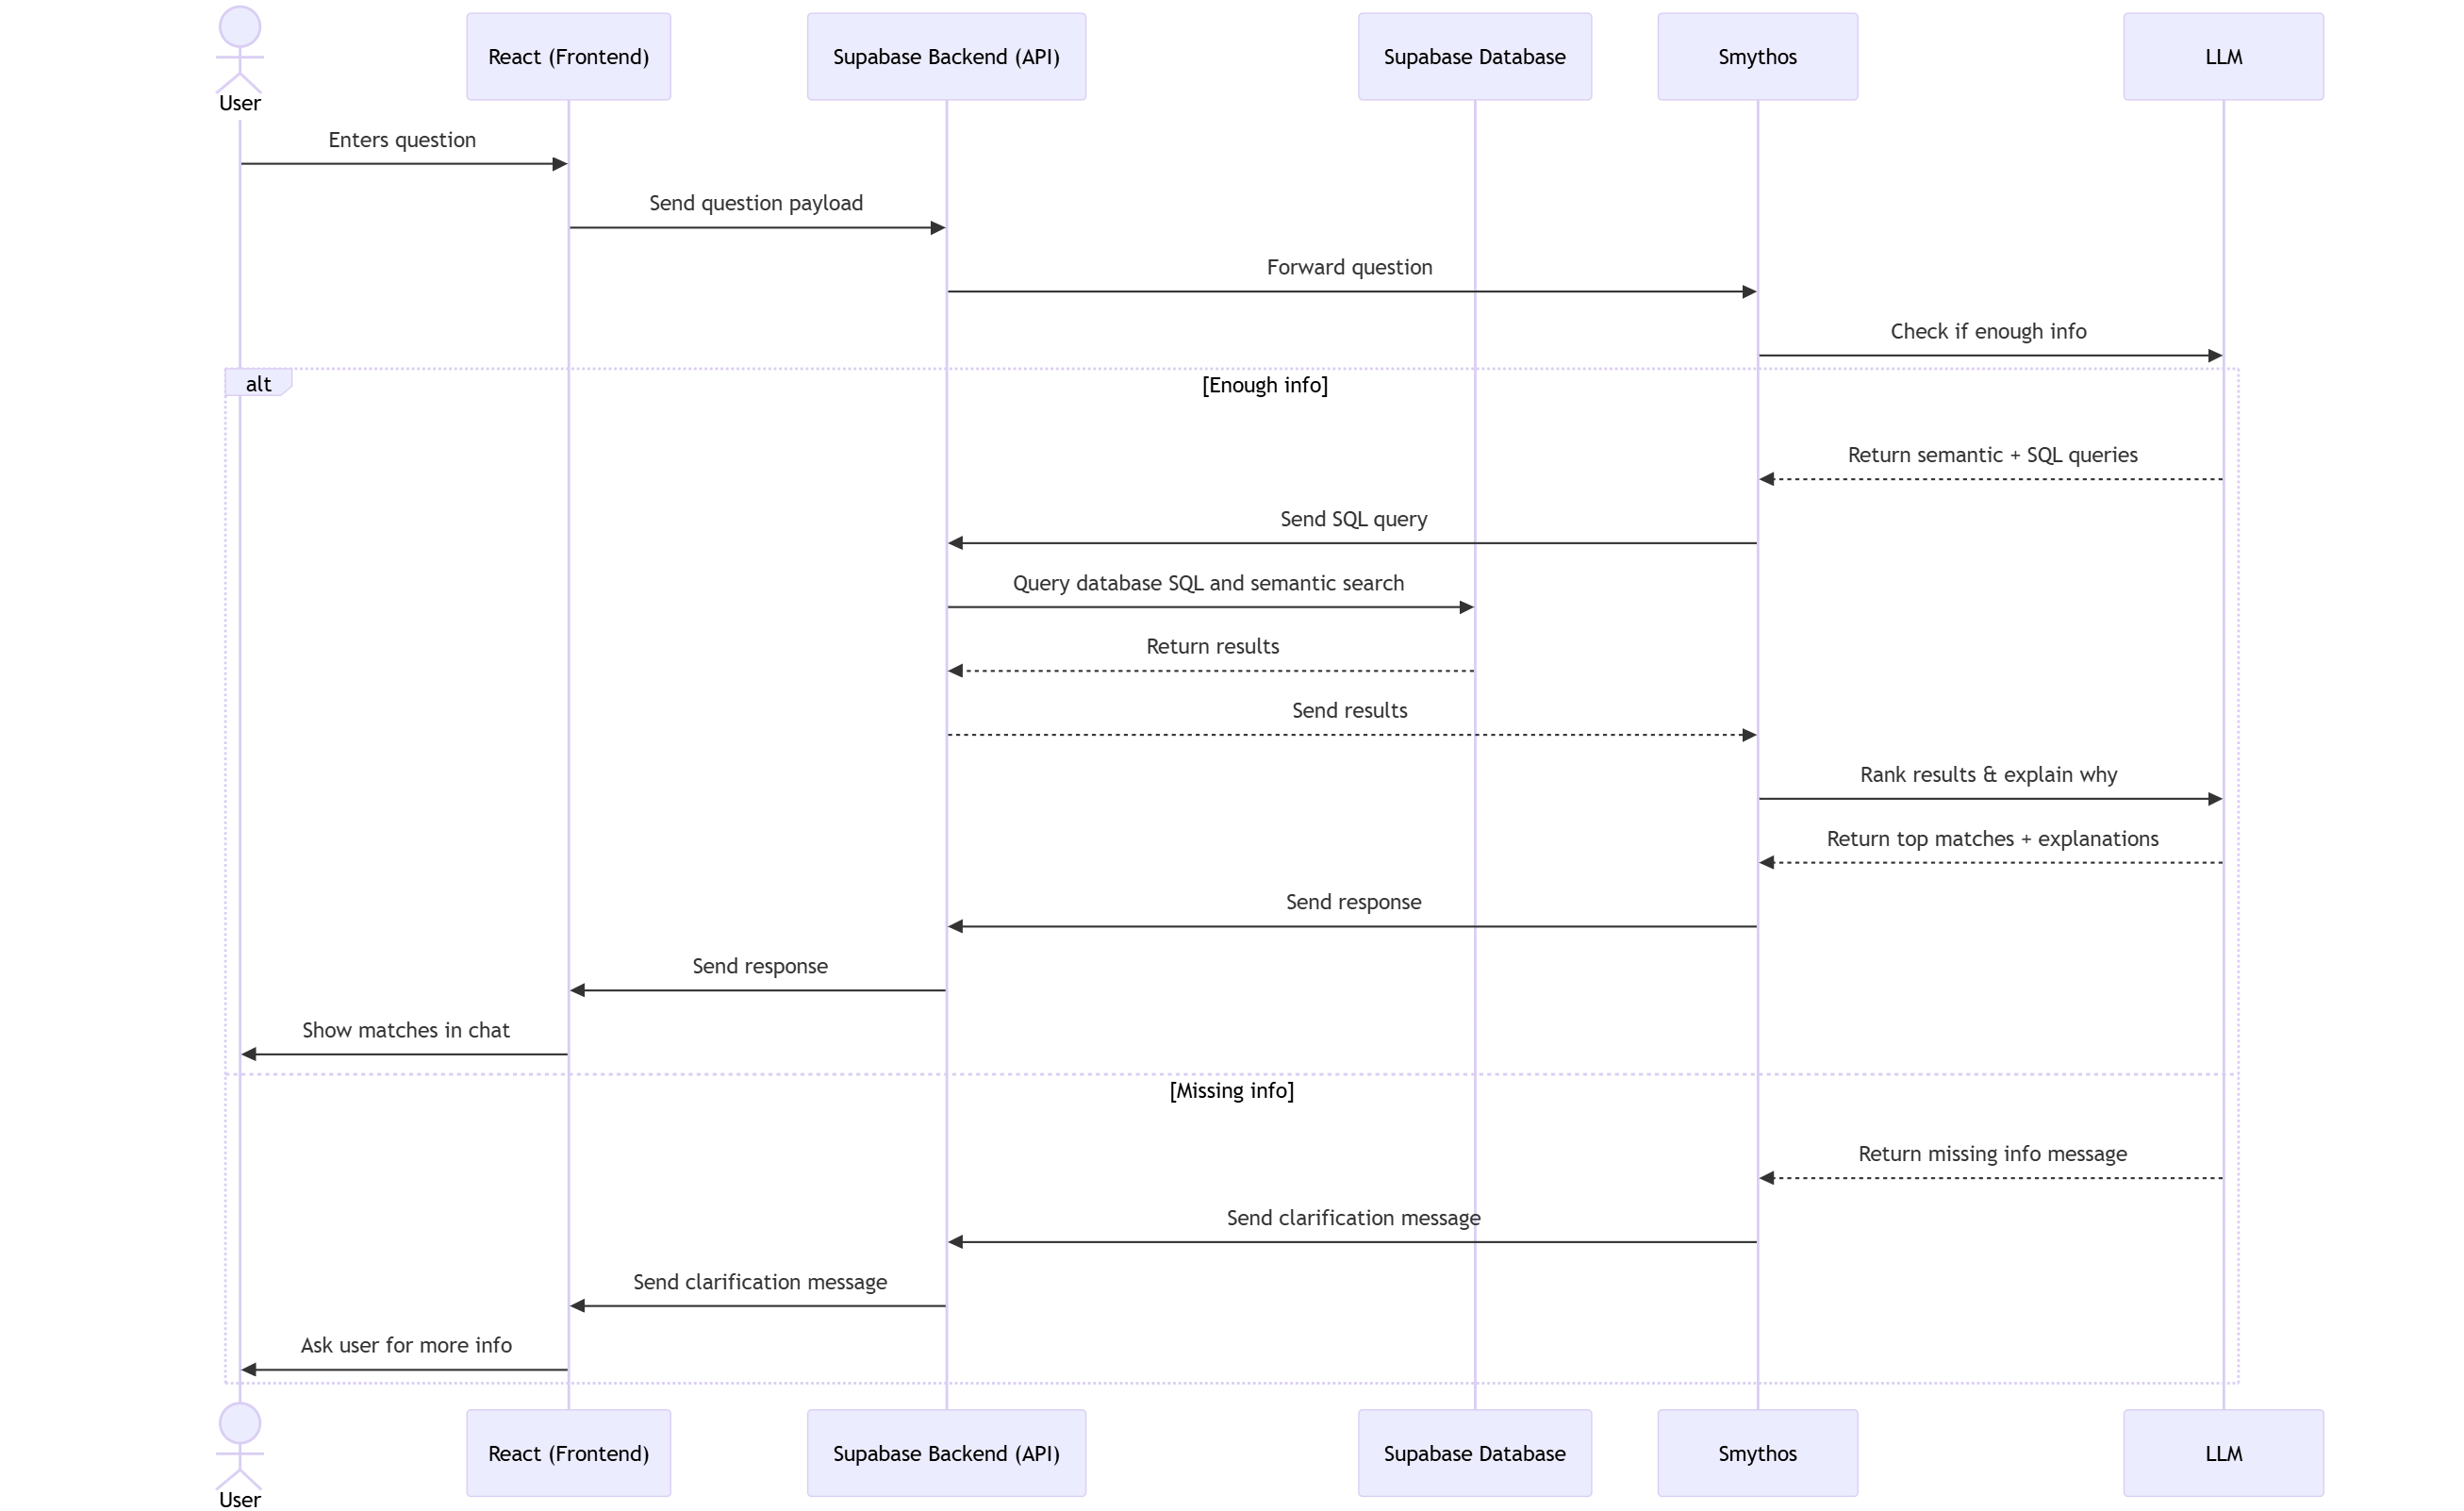 User
React (Frontend)
Supabase Backend (API)
Supabase Database
Smythos
LLM
Enters question
Send question payload
Forward question
Check if enough info
alt
[Enough info]
Return semantic + SQL queries
Send SQL query
Query database SQL and semantic search
Return results
Send results
Rank results & explain why
Return top matches + explanations
Send response
Send response
Show matches in chat
[Missing info]
Return missing info message
Send clarification message
Send clarification message
Ask user for more info
User
React (Frontend)
Supabase Backend (API)
Supabase Database
Smythos
LLM